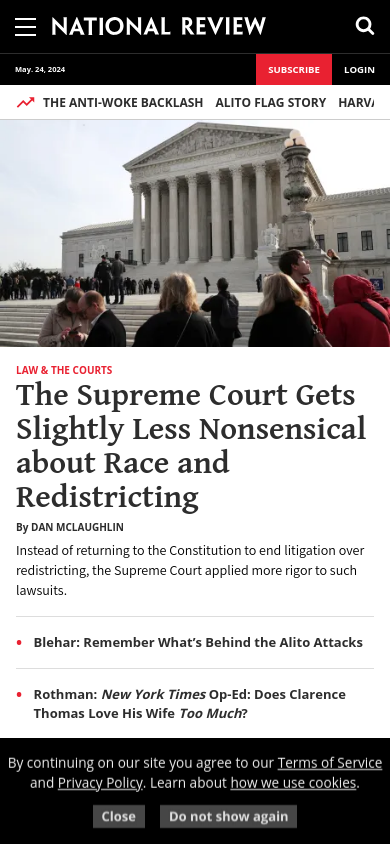 NATIONAL REVIEW
May. 24, 2024
SUBSCRIBE
LOGIN
THE ANTI-WOKE BACKLASH ALITO FLAG STORY
LAW & THE COURTS
The Supreme Court Gets
Slightly Less Nonsensical
about Race and
Redistricting
By DAN MCLAUGHLIN
Instead of returning to the Constitution to end litigation over
redistricting, the Supreme Court applied more rigor to such
lawsuits.
• Blehar: Remember What’s Behind the Alito Attacks
• Rothman: New York Times Op-Ed: Does Clarence
Thomas Love His Wife Too Much?
By continuing on our site you agree to our Terms of Service
and Privacy Policy. Learn about how we use cookies.
Close
Do not show again